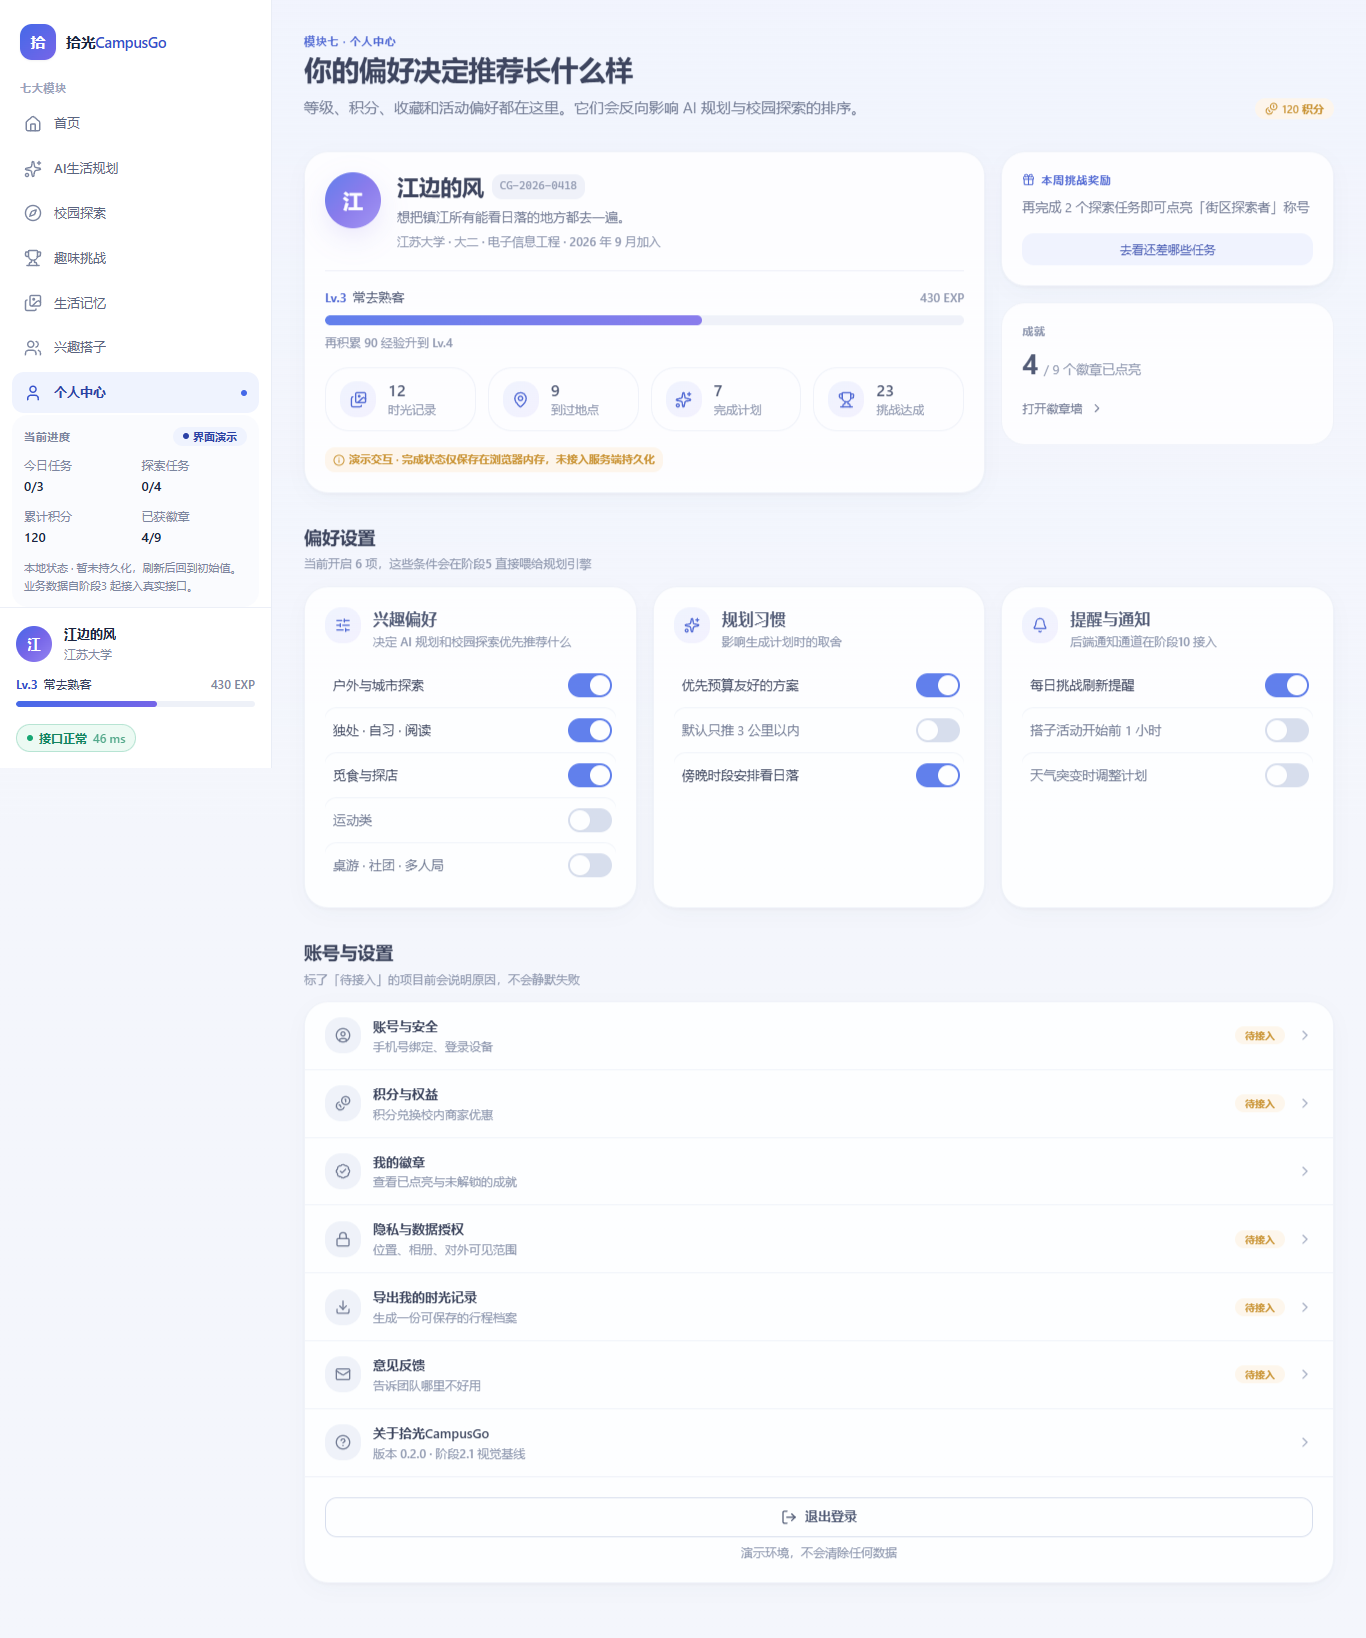 拾 拾光CampusGo
七大模块
首页
AI生活规划
校园探索
趣味挑战
生活记忆
兴趣搭子
个人中心
当前进度 界面演示
今日任务 探索任务
0/3 0/4
累计积分 已获徽章
120 4/9
本地状态 · 暂未持久化，刷新后回到初始值。
业务数据自阶段3 起接入真实接口。
江 江边的风
江苏大学
Lv.3 常去熟客 430 EXP
接口正常 46 ms
模块七 · 个人中心
你的偏好决定推荐长什么样
等级、积分、收藏和活动偏好都在这里。它们会反向影响 AI 规划与校园探索的排序。
120 积分
江 江边的风 CG-2026-0418
想把镇江所有能看日落的地方都去一遍。
江苏大学 · 大二 · 电子信息工程 · 2026 年 9 月加入
Lv.3 常去熟客 430 EXP
再积累 90 经验升到 Lv.4
12 时光记录
9 到过地点
7 完成计划
23 挑战达成
演示交互 · 完成状态仅保存在浏览器内存，未接入服务端持久化
本周挑战奖励
再完成 2 个探索任务即可点亮「街区探索者」称号
去看还差哪些任务
成就
4 / 9 个徽章已点亮
打开徽章墙
偏好设置
当前开启 6 项，这些条件会在阶段5 直接喂给规划引擎
兴趣偏好
决定 AI 规划和校园探索优先推荐什么
户外与城市探索
独处 · 自习 · 阅读
觅食与探店
运动类
桌游 · 社团 · 多人局
规划习惯
影响生成计划时的取舍
优先预算友好的方案
默认只推 3 公里以内
傍晚时段安排看日落
提醒与通知
后端通知通道在阶段10 接入
每日挑战刷新提醒
搭子活动开始前 1 小时
天气突变时调整计划
账号与设置
标了「待接入」的项目前会说明原因，不会静默失败
账号与安全
手机号绑定、登录设备
待接入
积分与权益
积分兑换校内商家优惠
待接入
我的徽章
查看已点亮与未解锁的成就
隐私与数据授权
位置、相册、对外可见范围
待接入
导出我的时光记录
生成一份可保存的行程档案
待接入
意见反馈
告诉团队哪里不好用
待接入
关于拾光CampusGo
版本 0.2.0 · 阶段2.1 视觉基线
退出登录
演示环境，不会清除任何数据